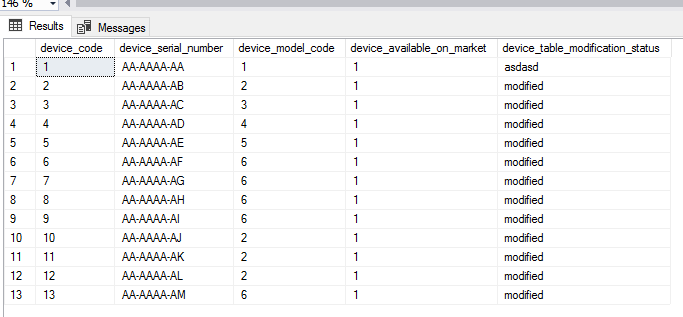 146 %
Results Messages
device_code device_serial_number device_model_code device_available_on_market device_table_modification_status
1 1 AA-AAAA-AA 1 1 asdasd
2 2 AA-AAAA-AB 2 1 modified
3 3 AA-AAAA-AC 3 1 modified
4 4 AA-AAAA-AD 4 1 modified
5 5 AA-AAAA-AE 5 1 modified
6 6 AA-AAAA-AF 6 1 modified
7 7 AA-AAAA-AG 6 1 modified
8 8 AA-AAAA-AH 6 1 modified
9 9 AA-AAAA-AI 6 1 modified
10 10 AA-AAAA-AJ 2 1 modified
11 11 AA-AAAA-AK 2 1 modified
12 12 AA-AAAA-AL 2 1 modified
13 13 AA-AAAA-AM 6 1 modified